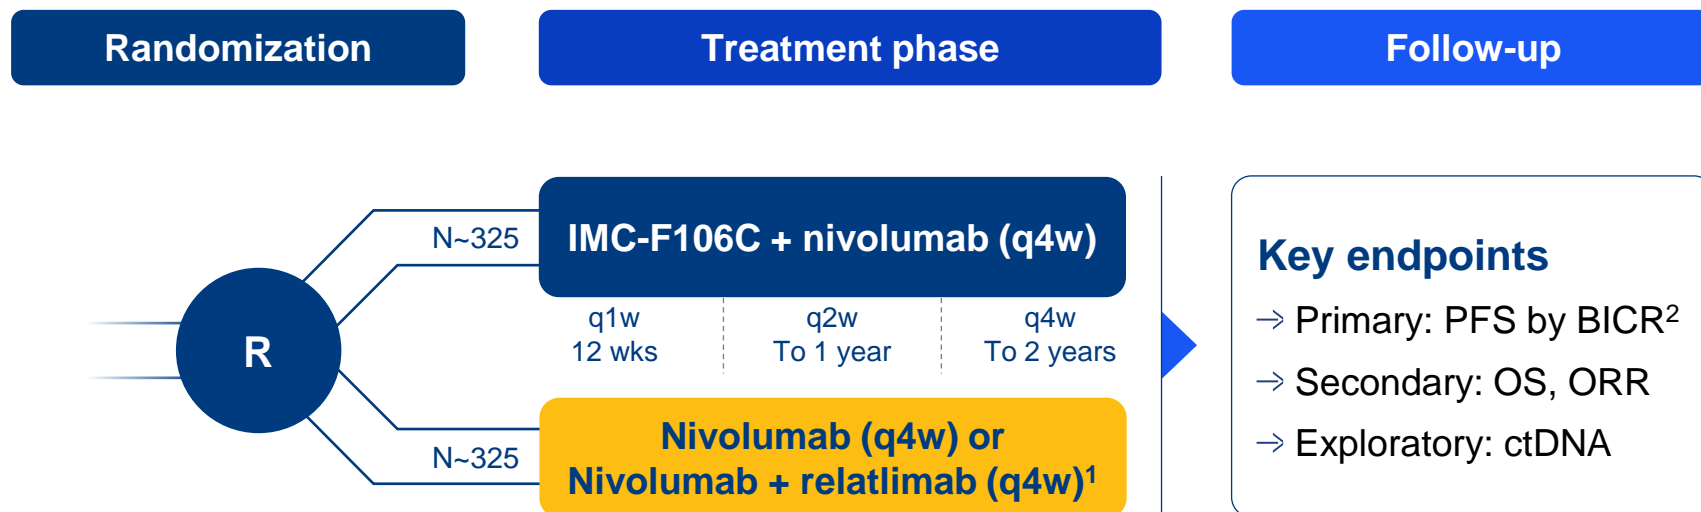 Randomization
Treatment phase
Follow-up
R
N~325
IMC-F106C + nivolumab (q4w)
q1w
12 wks
q2w
To 1 year
q4w
To 2 years
N~325
Nivolumab (q4w) or
Nivolumab + relatlimab (q4w)¹
Key endpoints
→ Primary: PFS by BICR²
→ Secondary: OS, ORR
→ Exploratory: ctDNA